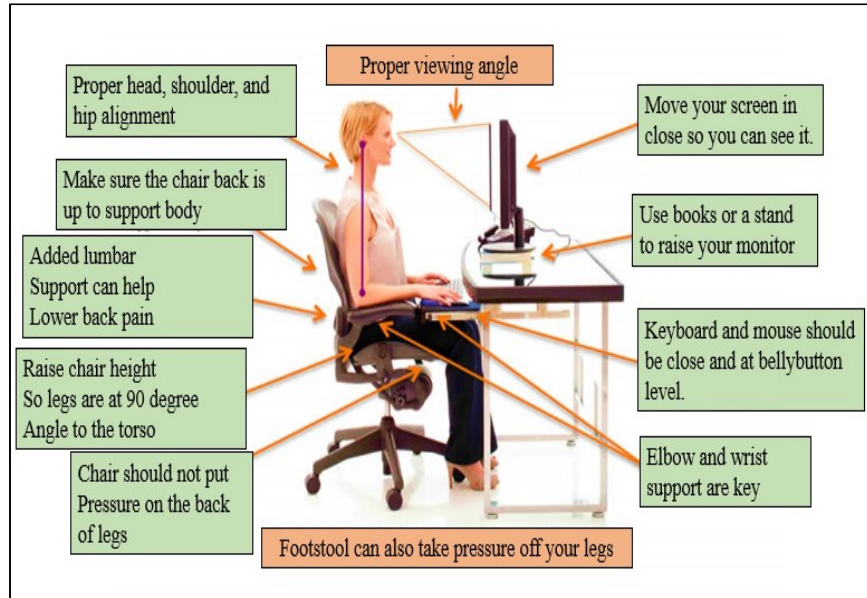 Proper viewing angle
Proper head, shoulder, and
hip alignment
Move your screen in
close so you can see it.
Make sure the chair back is
up to support body
Use books or a stand
to raise your monitor
Added lumbar
Support can help
Lower back pain
Keyboard and mouse should
be close and at bellybutton
level.
Raise chair height
So legs are at 90 degree
Angle to the torso
Elbow and wrist
support are key
Chair should not put
Pressure on the back
of legs
Footstool can also take pressure off your legs